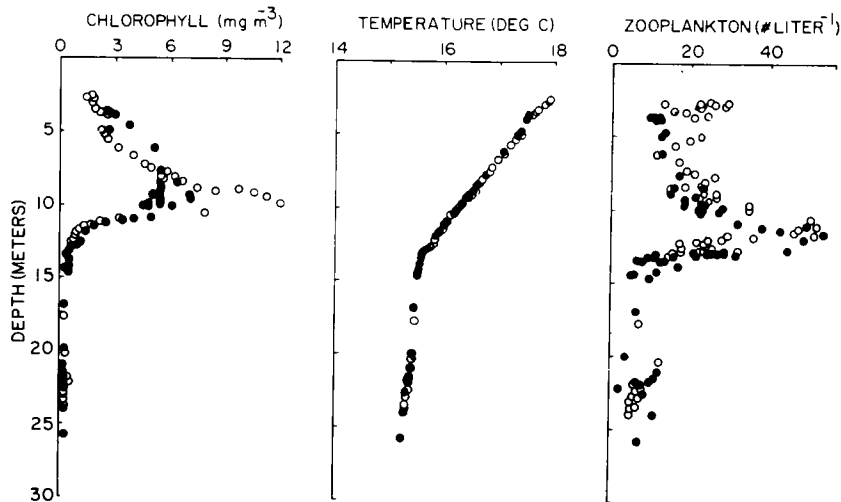 CHLOROPHYLL (mg m⁻³)
0 3 6 9 12
TEMPERATURE (DEG C)
14 16 18
ZOOPLANKTON (# LITER⁻¹)
0 20 40
DEPTH (METERS)
5
10
15
20
25
30